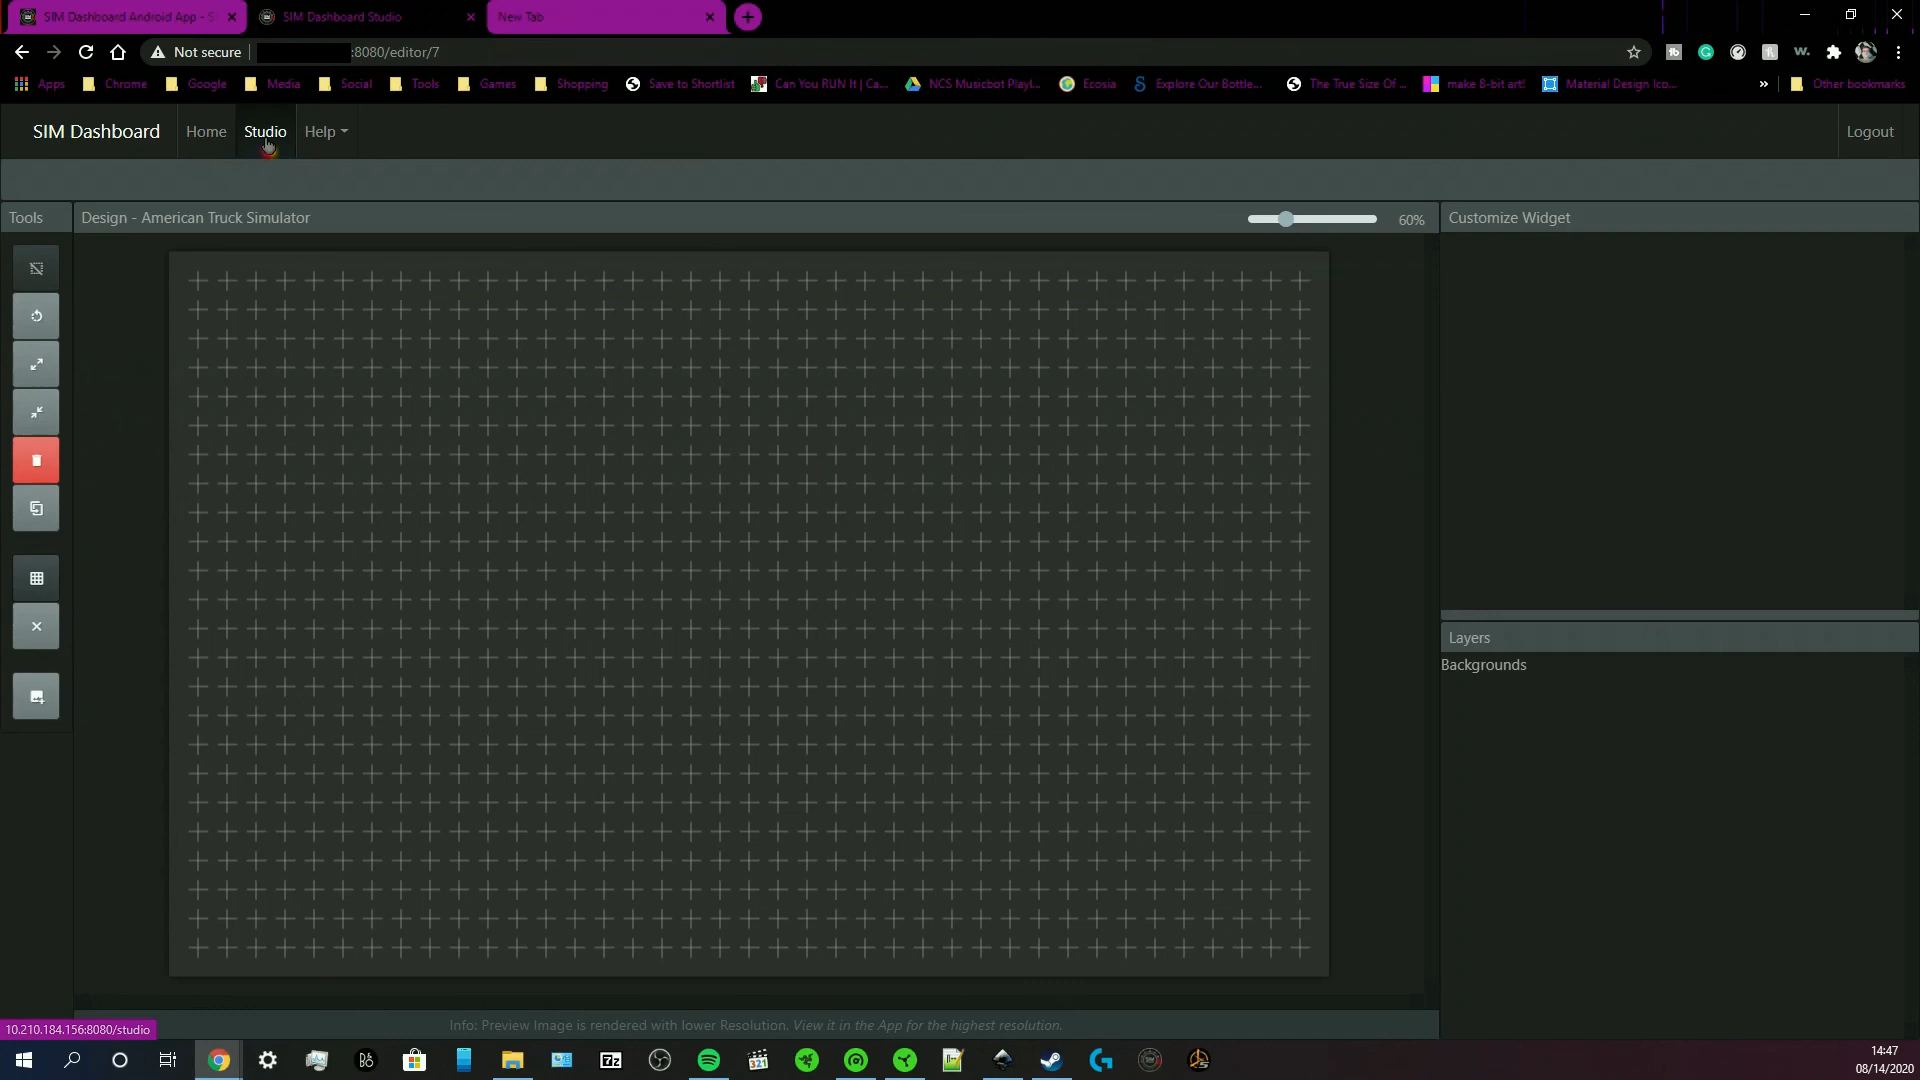 SIM Dashboard Android App - S
SIM Dashboard Studio
New Tab
Not secure
:8080/editor/7
Apps
Chrome
Google
Media
Social
Tools
Games
Shopping
Save to Shortlist
Can You RUN It | Ca...
NCS Musicbot Playl...
Ecosia
Explore Our Bottle...
The True Size Of ...
make 8-bit art!
Material Design Ico...
»
Other bookmarks
SIM Dashboard
Home
Studio
Help
Logout
Tools
Design - American Truck Simulator
60%
Customize Widget
Layers
Backgrounds
Info: Preview Image is rendered with lower Resolution. View it in the App for the highest resolution.
10.210.184.156:8080/studio
14:47
08/14/2020